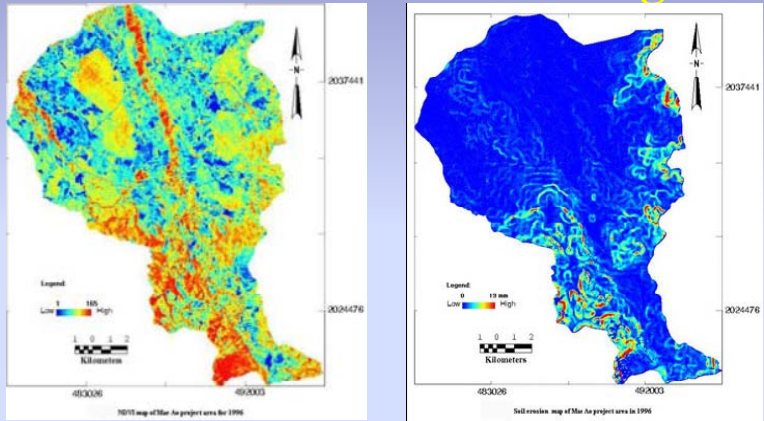 N
2037441
Legend:
1 165
Low High
2024476
1 0 1 2
Kilometers
483026 492003
NDVI map of Mae Ao project area for 1996
N
2037441
Legend:
0 13 mm
Low High
2024476
1 0 1 2
Kilometers
483026 492003
Soil erosion map of Mae Ao project area in 1996